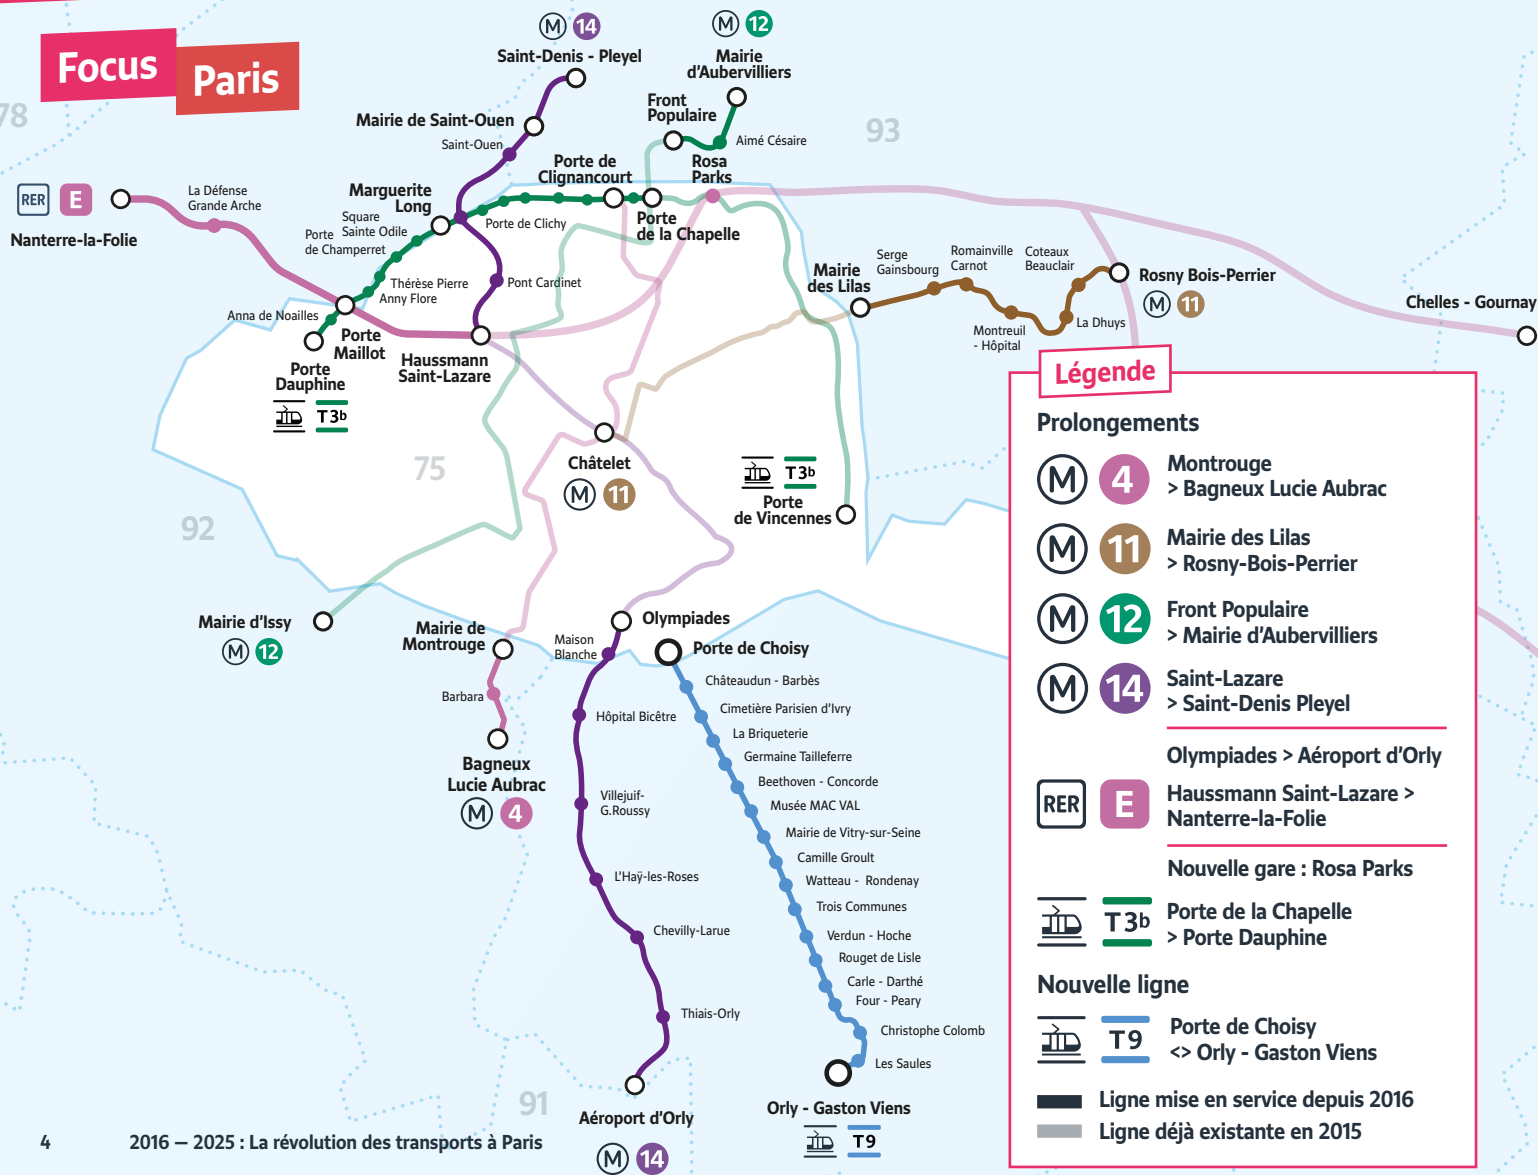 Focus
Paris
78
93
75
92
91
M 14
Saint-Denis - Pleyel
Mairie de Saint-Ouen
Saint-Ouen
M 12
Mairie
d'Aubervilliers
Front
Populaire
Aimé Césaire
Rosa
Parks
Porte de
Clignancourt
Porte
de la Chapelle
Marguerite
Long
Porte de Clichy
Square
Sainte Odile
Porte
de Champerret
Thérèse Pierre
Anny Flore
Anna de Noailles
Pont Cardinet
RER E
Nanterre-la-Folie
La Défense
Grande Arche
Porte
Maillot
Porte
Dauphine
T3b
Haussmann
Saint-Lazare
Mairie
des Lilas
Serge
Gainsbourg
Romainville
Carnot
Coteaux
Beauclair
Montreuil
- Hôpital
La Dhuys
Rosny Bois-Perrier
M 11
Chelles - Gournay
Châtelet
M 11
T3b
Porte
de Vincennes
Mairie d'Issy
M 12
Mairie de
Montrouge
Barbara
Bagneux
Lucie Aubrac
M 4
Olympiades
Maison
Blanche
Hôpital Bicêtre
Villejuif-
G.Roussy
L'Haÿ-les-Roses
Chevilly-Larue
Thiais-Orly
Aéroport d'Orly
M 14
Porte de Choisy
Châteaudun - Barbès
Cimetière Parisien d'Ivry
La Briqueterie
Germaine Tailleferre
Beethoven - Concorde
Musée MAC VAL
Mairie de Vitry-sur-Seine
Camille Groult
Watteau - Rondenay
Trois Communes
Verdun - Hoche
Rouget de Lisle
Carle - Darthé
Four - Peary
Christophe Colomb
Les Saules
Orly - Gaston Viens
T9
Légende
Prolongements
M 4 Montrouge
> Bagneux Lucie Aubrac
M 11 Mairie des Lilas
> Rosny-Bois-Perrier
M 12 Front Populaire
> Mairie d'Aubervilliers
M 14 Saint-Lazare
> Saint-Denis Pleyel
Olympiades > Aéroport d'Orly
RER E Haussmann Saint-Lazare >
Nanterre-la-Folie
Nouvelle gare : Rosa Parks
T3b Porte de la Chapelle
> Porte Dauphine
Nouvelle ligne
T9 Porte de Choisy
<> Orly - Gaston Viens
Ligne mise en service depuis 2016
Ligne déjà existante en 2015
4 2016 — 2025 : La révolution des transports à Paris